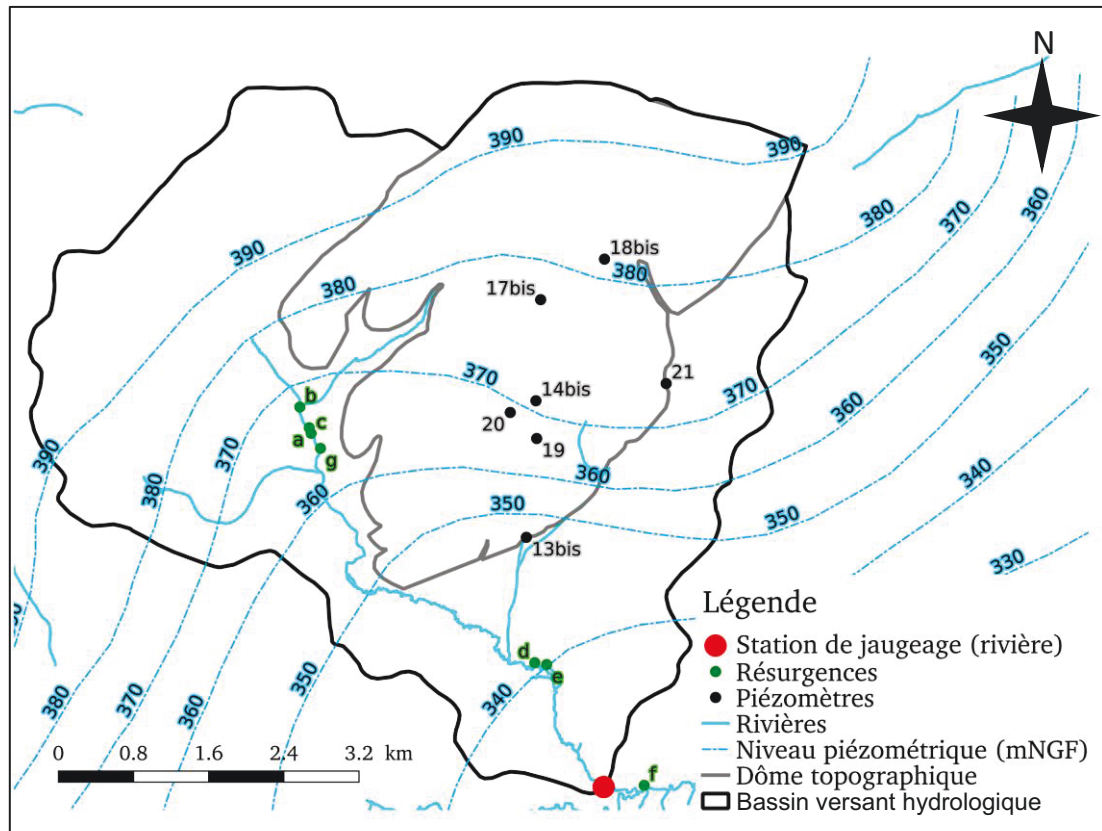 N
390
390
390
380
380
380
18bis
17bis
370
360
370
14bis
21
20
19
370
350
b
c
a
g
390
380
370
360
360
360
350
350
340
13bis
330
d
e
340
350
380
370
360
f
0 0.8 1.6 2.4 3.2 km
Légende
Station de jaugeage (rivière)
Résurgences
Piézomètres
Rivières
Niveau piézométrique (mNGF)
Dôme topographique
Bassin versant hydrologique